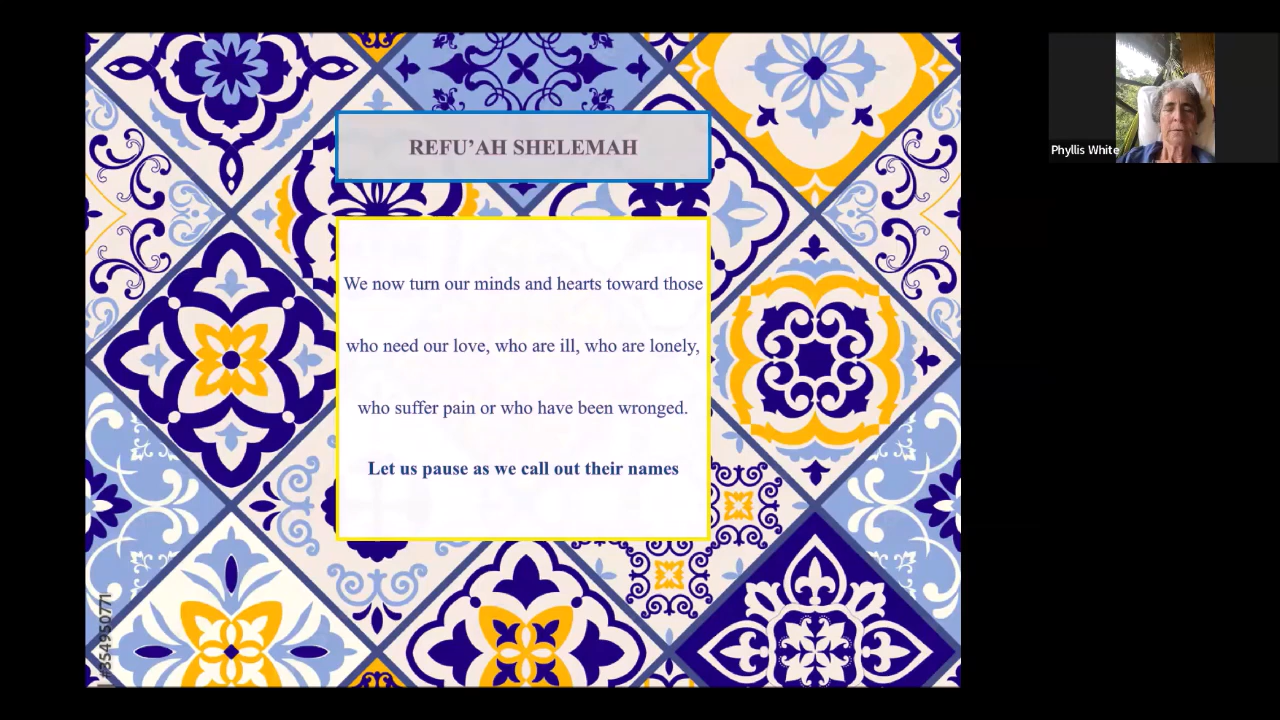 REFU’AH SHELEMAH
We now turn our minds and hearts toward those
who need our love, who are ill, who are lonely,
who suffer pain or who have been wronged.
Let us pause as we call out their names
Phyllis White
#354950771